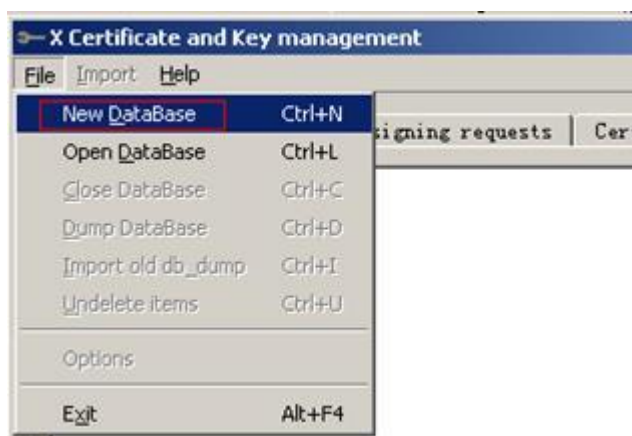 X Certificate and Key management
File Import Help
New DataBase Ctrl+N
signing requests Cer
Open DataBase Ctrl+L
Close DataBase Ctrl+C
Dump DataBase Ctrl+D
Import old db_dump Ctrl+I
Undelete items Ctrl+U
Options
Exit Alt+F4